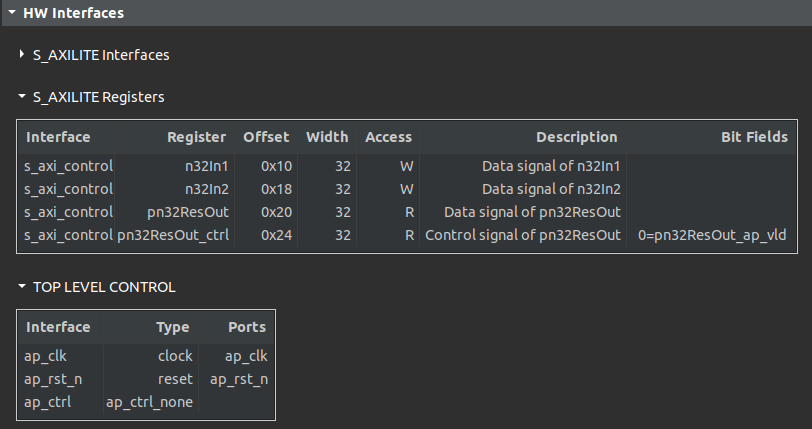 HW Interfaces
S_AXILITE Interfaces
S_AXILITE Registers
Interface Register Offset Width Access Description Bit Fields
s_axi_control n32In1 0x10 32 W Data signal of n32In1
s_axi_control n32In2 0x18 32 W Data signal of n32In2
s_axi_control pn32ResOut 0x20 32 R Data signal of pn32ResOut
s_axi_control pn32ResOut_ctrl 0x24 32 R Control signal of pn32ResOut 0=pn32ResOut_ap_vld
TOP LEVEL CONTROL
Interface Type Ports
ap_clk clock ap_clk
ap_rst_n reset ap_rst_n
ap_ctrl ap_ctrl_none